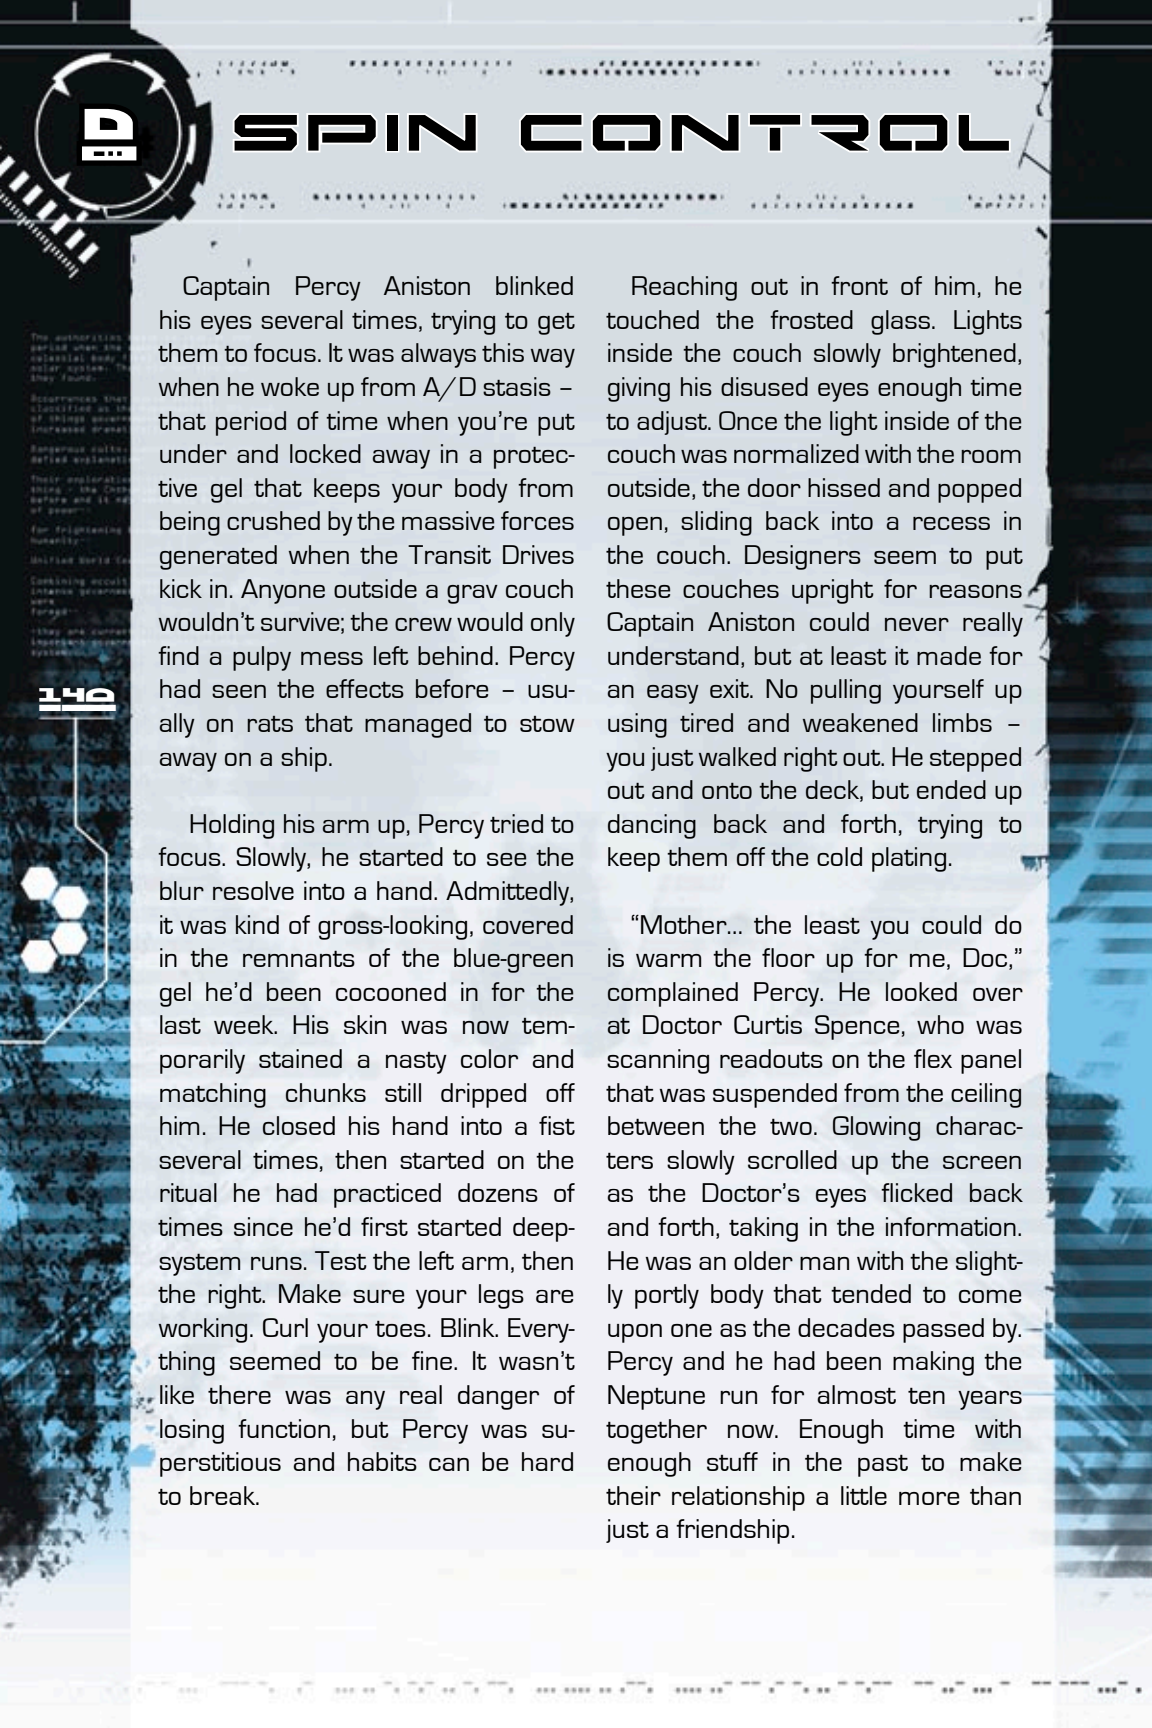 SPIN CONTROL
Captain Percy Aniston blinked
his eyes several times, trying to get
them to focus. It was always this way
when he woke up from A/D stasis –
that period of time when you're put
under and locked away in a protec-
tive gel that keeps your body from
being crushed by the massive forces
generated when the Transit Drives
kick in. Anyone outside a grav couch
wouldn't survive; the crew would only
find a pulpy mess left behind. Percy
had seen the effects before – usu-
ally on rats that managed to stow
away on a ship.
Holding his arm up, Percy tried to
focus. Slowly, he started to see the
blur resolve into a hand. Admittedly,
it was kind of gross-looking, covered
in the remnants of the blue-green
gel he'd been cocooned in for the
last week. His skin was now tem-
porarily stained a nasty color and
matching chunks still dripped off
him. He closed his hand into a fist
several times, then started on the
ritual he had practiced dozens of
times since he'd first started deep-
system runs. Test the left arm, then
the right. Make sure your legs are
working. Curl your toes. Blink. Every-
thing seemed to be fine. It wasn't
like there was any real danger of
losing function, but Percy was su-
perstitious and habits can be hard
to break.
Reaching out in front of him, he
touched the frosted glass. Lights
inside the couch slowly brightened,
giving his disused eyes enough time
to adjust. Once the light inside of the
couch was normalized with the room
outside, the door hissed and popped
open, sliding back into a recess in
the couch. Designers seem to put
these couches upright for reasons
Captain Aniston could never really
understand, but at least it made for
an easy exit. No pulling yourself up
using tired and weakened limbs –
you just walked right out. He stepped
out and onto the deck, but ended up
dancing back and forth, trying to
keep them off the cold plating.
“Mother... the least you could do
is warm the floor up for me, Doc,”
complained Percy. He looked over
at Doctor Curtis Spence, who was
scanning readouts on the flex panel
that was suspended from the ceiling
between the two. Glowing charac-
ters slowly scrolled up the screen
as the Doctor's eyes flicked back
and forth, taking in the information.
He was an older man with the slight-
ly portly body that tended to come
upon one as the decades passed by.
Percy and he had been making the
Neptune run for almost ten years
together now. Enough time with
enough stuff in the past to make
their relationship a little more than
just a friendship.
140